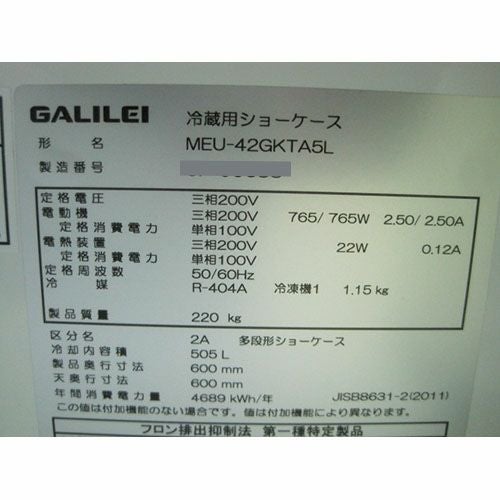 GALILEI 冷蔵用ショーケース
形 名 MEU-42GKTA5L
製造番号
定格電圧 三相200V
電動機 三相200V 765/ 765W 2.50/ 2.50A
定格消費電力 単相100V
電熱装置 三相200V 22W 0.12A
定格消費電力 単相100V
定格周波数 50/60Hz
冷 媒 R-404A 冷凍機1 1.15 kg
製品質量 220 kg
区分名 2A 多段形ショーケース
冷却内容積 505 L
製品奥行寸法 600 mm
天奥行寸法 600 mm
年間消費電力量 4689 kWh/年 JISB8631-2(2011)
この値は付加機能のない場合です。値は付加機能により異なります。
フロン排出抑制法 第一種特定製品